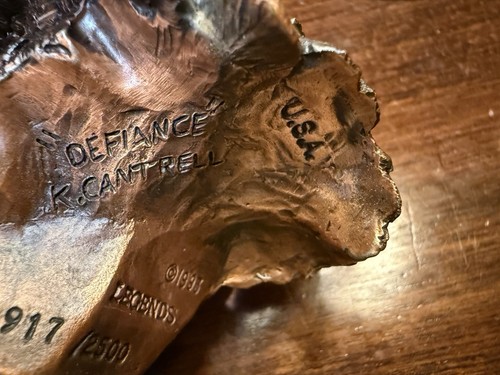 "DEFIANCE"
K. CANTRELL
U.S.A.
©1993
LEGENDS
917 /2500